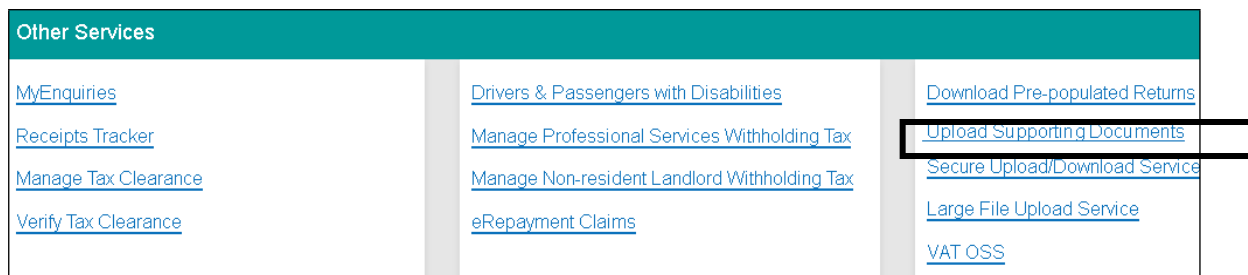 Other Services
MyEnquiries
Receipts Tracker
Manage Tax Clearance
Verify Tax Clearance
Drivers & Passengers with Disabilities
Manage Professional Services Withholding Tax
Manage Non-resident Landlord Withholding Tax
eRepayment Claims
Download Pre-populated Returns
Upload Supporting Documents
Secure Upload/Download Service
Large File Upload Service
VAT OSS